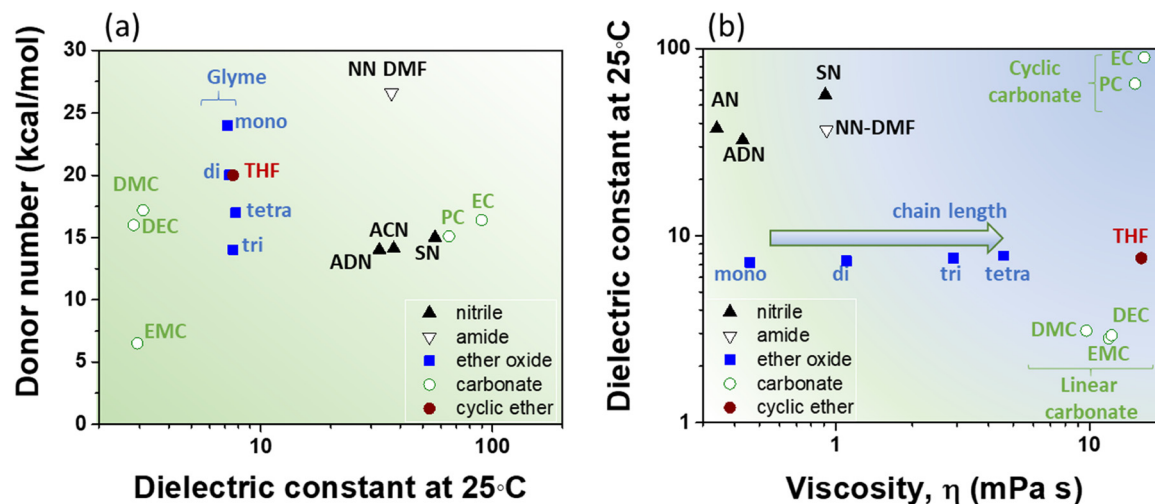 (a)
Donor number (kcal/mol)
30
25
20
15
10
5
0
10
100
Dielectric constant at 25◦C
NN DMF
Glyme
mono
di
THF
tetra
tri
DMC
DEC
EMC
ADN
ACN
SN
PC
EC
nitrile
amide
ether oxide
carbonate
cyclic ether
(b)
Dielectric constant at 25◦C
100
10
1
1
10
Viscosity, η (mPa s)
EC
Cyclic
PC
carbonate
SN
AN
NN-DMF
ADN
chain length
THF
mono
di
tri
tetra
DMC
DEC
EMC
Linear
carbonate
nitrile
amide
ether oxide
carbonate
cyclic ether